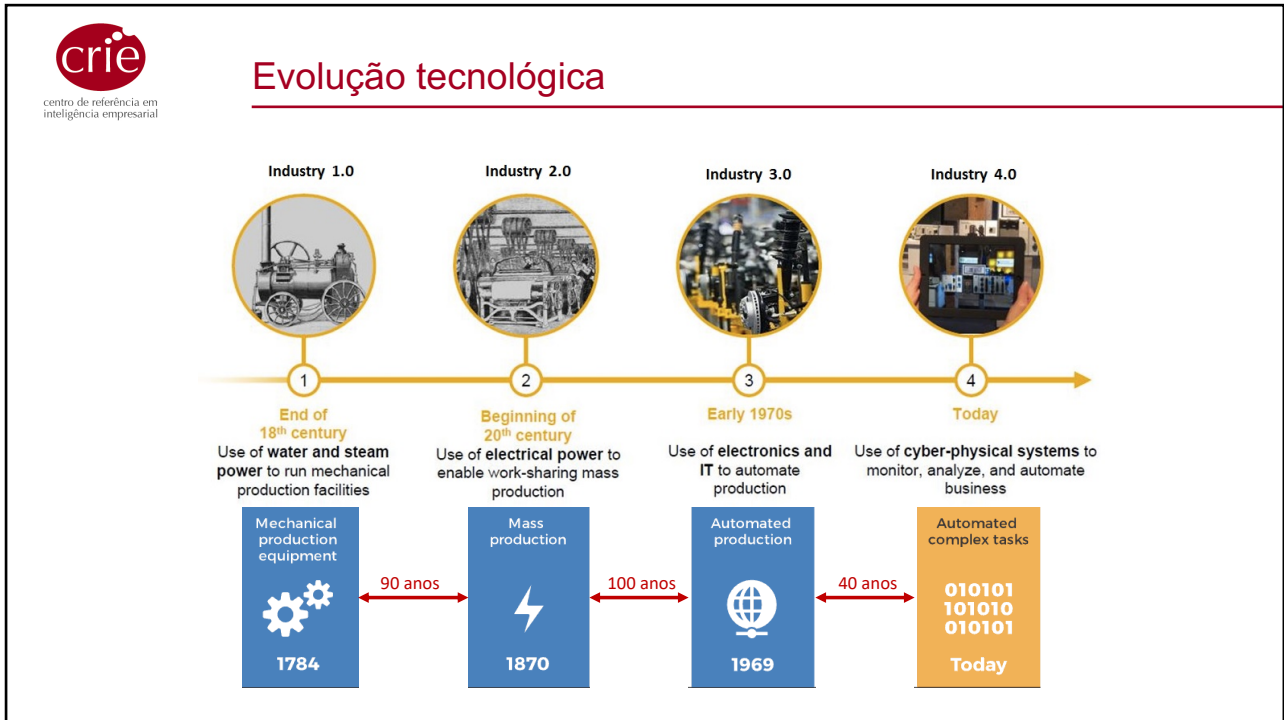 crie
centro de referência em
inteligência empresarial
Evolução tecnológica
Industry 1.0
Industry 2.0
Industry 3.0
Industry 4.0
1
2
3
4
End of
18th century
Use of water and steam
power to run mechanical
production facilities
Beginning of
20th century
Use of electrical power to
enable work-sharing mass
production
Early 1970s
Use of electronics and
IT to automate
production
Today
Use of cyber-physical systems to
monitor, analyze, and automate
business
Mechanical
production
equipment
1784
90 anos
Mass
production
1870
100 anos
Automated
production
1969
40 anos
Automated
complex tasks
010101
101010
010101
Today